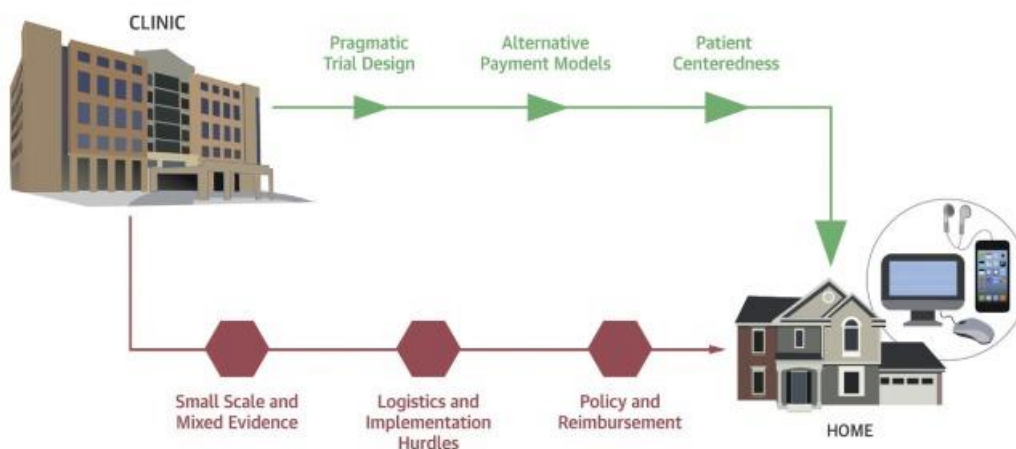 CLINIC
Pragmatic
Trial Design
Alternative
Payment Models
Patient
Centeredness
Small Scale and
Mixed Evidence
Logistics and
Implementation
Hurdles
Policy and
Reimbursement
HOME